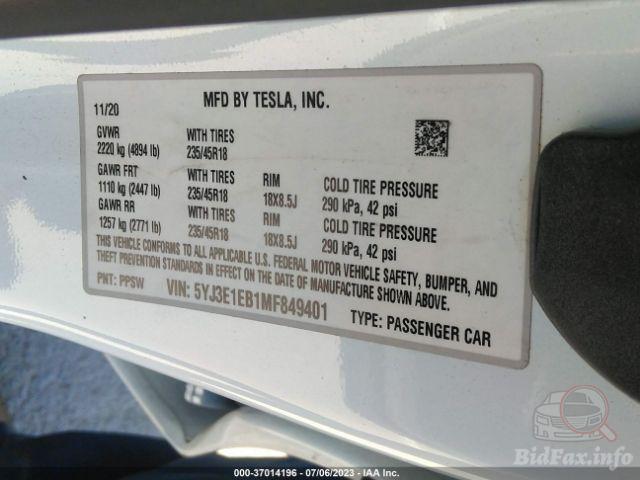 MFD BY TESLA, INC.
11/20
GVWR WITH TIRES
2220 kg (4894 lb) 235/45R18
GAWR FRT WITH TIRES RIM COLD TIRE PRESSURE
1110 kg (2447 lb) 235/45R18 18X8.5J 290 kPa, 42 psi
GAWR RR WITH TIRES RIM COLD TIRE PRESSURE
1257 kg (2771 lb) 235/45R18 18X8.5J 290 kPa, 42 psi
THIS VEHICLE CONFORMS TO ALL APPLICABLE U.S. FEDERAL MOTOR VEHICLE SAFETY, BUMPER, AND
THEFT PREVENTION STANDARDS IN EFFECT ON THE DATE OF MANUFACTURE SHOWN ABOVE.
PNT: PPSW VIN: 5YJ3E1EB1MF849401 TYPE: PASSENGER CAR
BidFax.info
000-37014196 - 07/06/2023 - IAA Inc.